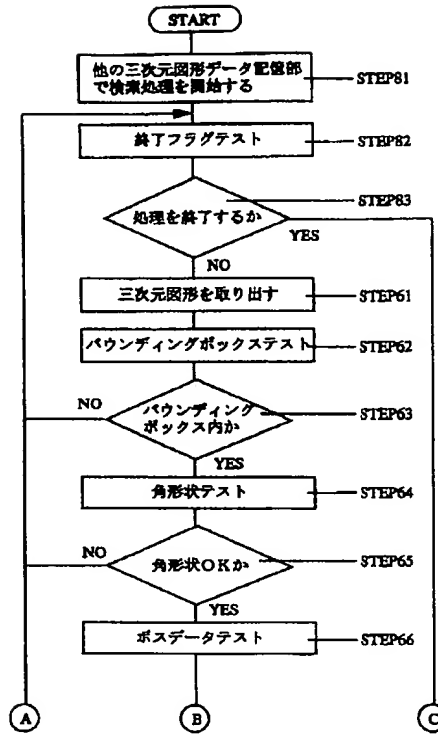 START
他の三次元図形データ記憶部
で検索処理を開始する
STEP81
終了フラグテスト
STEP82
STEP83
処理を終了するか
YES
NO
三次元図形を取り出す
STEP61
バウンディングボックステスト
STEP62
NO
バウンディング
ボックス内か
STEP63
YES
角形状テスト
STEP64
NO
角形状OKか
STEP65
YES
ボスデータテスト
STEP66
A
B
C